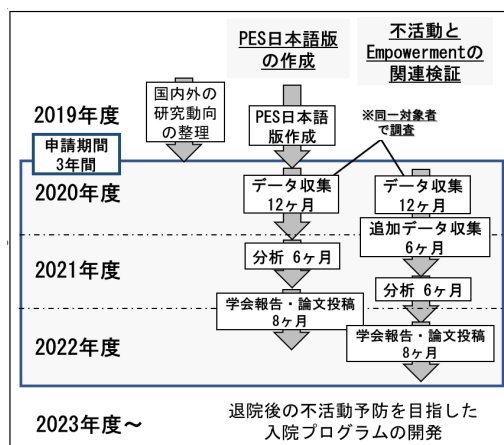 PES日本語版
の作成
不活動と
Empowermentの
関連検証
2019年度
国内外の
研究動向
の整理
PES日本語
版作成
※同一対象者
で調査
申請期間
3年間
2020年度
データ収集
12ヶ月
データ収集
12ヶ月
追加データ収集
6ヶ月
2021年度
分析 6ヶ月
分析 6ヶ月
学会報告・論文投稿
8ヶ月
2022年度
学会報告・論文投稿
8ヶ月
2023年度～
退院後の不活動予防を目指した
入院プログラムの開発